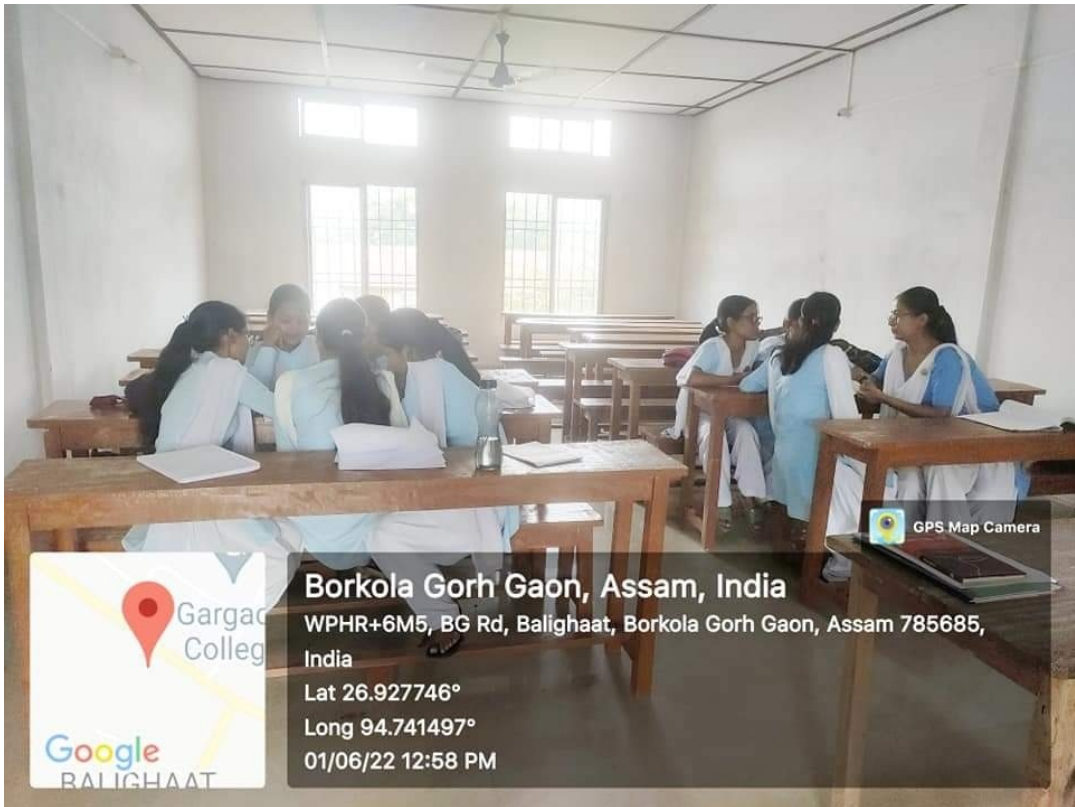 GPS Map Camera
Borkola Gorh Gaon, Assam, India
WPHR+6M5, BG Rd, Balighaat, Borkola Gorh Gaon, Assam 785685,
India
Lat 26.927746°
Long 94.741497°
01/06/22 12:58 PM
Gargao
Colleg
Google
BALIGHAAT